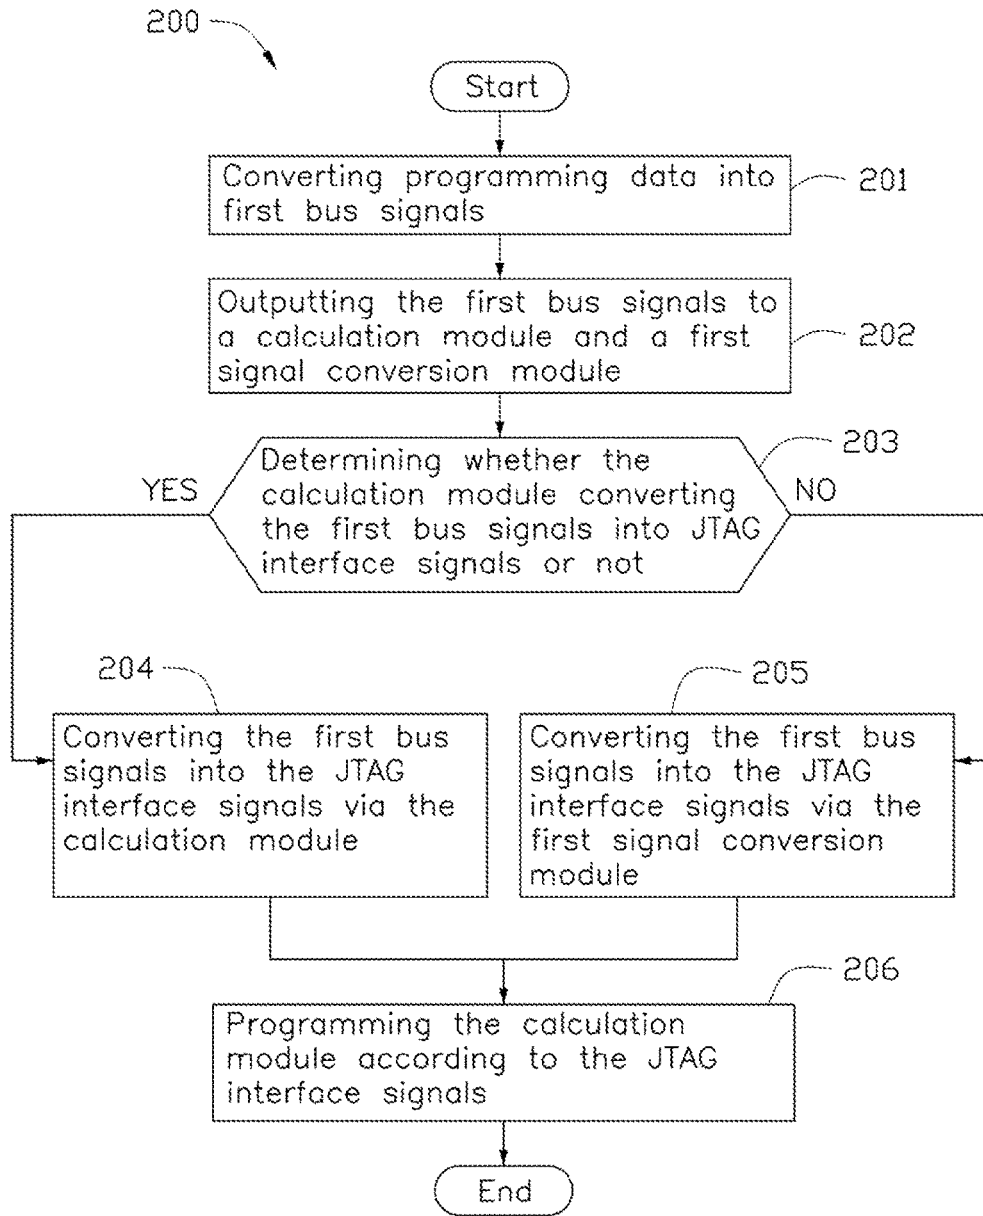 200
Start
Converting programming data into
first bus signals
201
Outputting the first bus signals to
a calculation module and a first
signal conversion module
202
203
Determining whether the
calculation module converting
the first bus signals into JTAG
interface signals or not
YES
NO
204
Converting the first bus
signals into the JTAG
interface signals via the
calculation module
205
Converting the first bus
signals into the JTAG
interface signals via the
first signal conversion
module
206
Programming the calculation
module according to the JTAG
interface signals
End